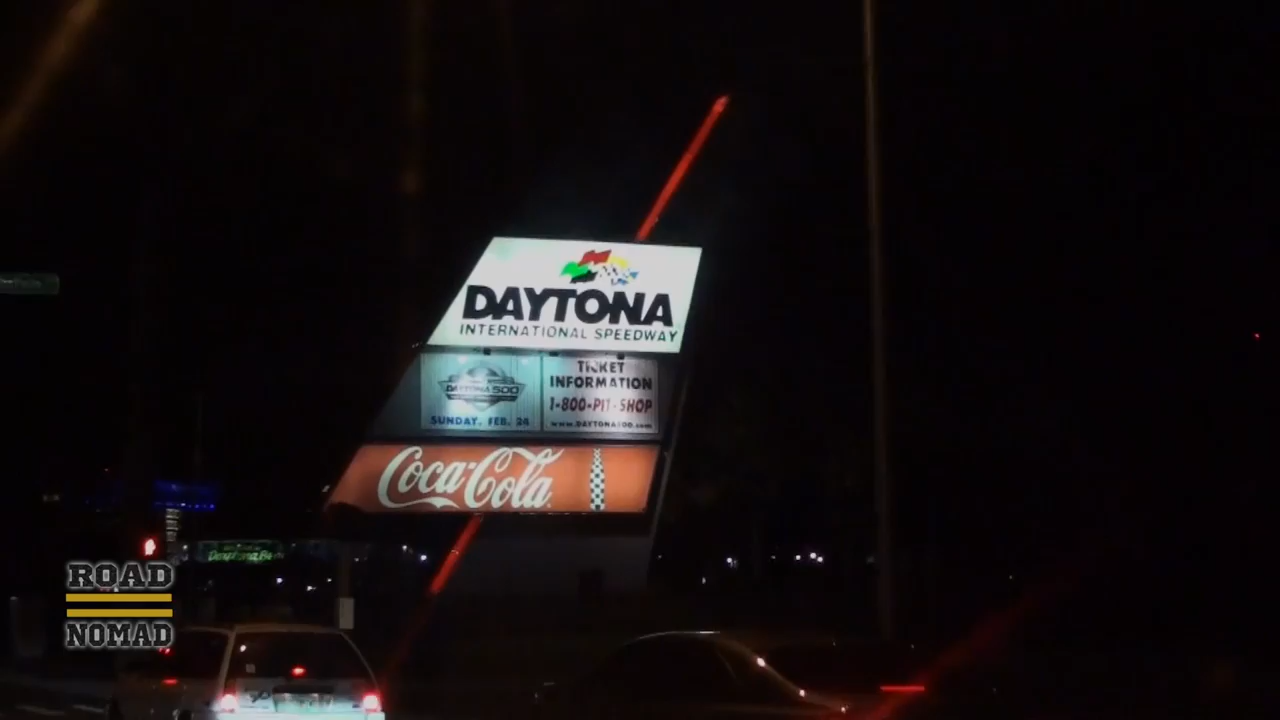 DAYTONA
INTERNATIONAL SPEEDWAY
DAYTONA 500
SUNDAY, FEB. 24
TICKET
INFORMATION
1-800-PIT-SHOP
www.DAYTONA500.com
Coca-Cola
ROAD
NOMAD